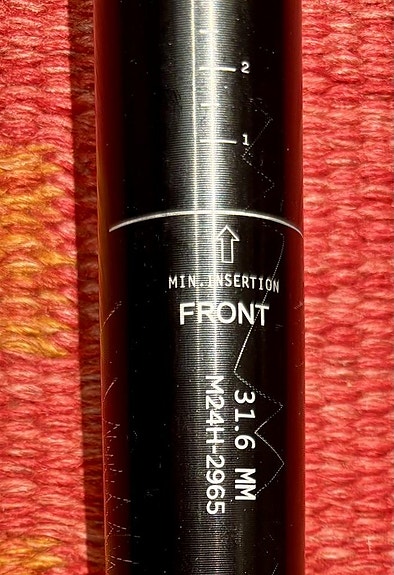 2
1
MIN. INSERTION
FRONT
31.6 MM
M24H-2965